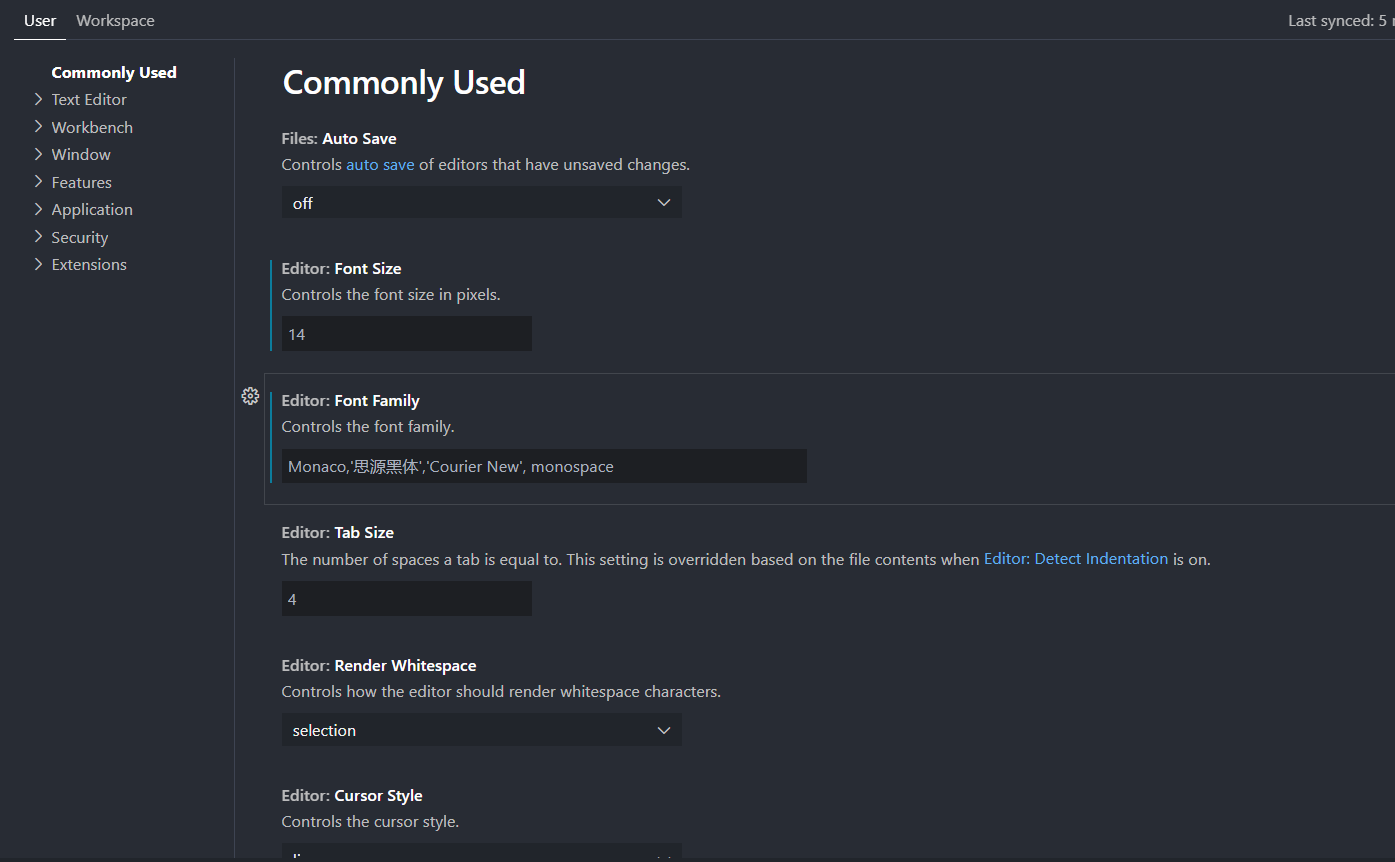 User Workspace Last synced: 5
Commonly Used
Text Editor
Workbench
Window
Features
Application
Security
Extensions
Commonly Used
Files: Auto Save
Controls auto save of editors that have unsaved changes.
off
Editor: Font Size
Controls the font size in pixels.
14
Editor: Font Family
Controls the font family.
Monaco,'思源黑体','Courier New', monospace
Editor: Tab Size
The number of spaces a tab is equal to. This setting is overridden based on the file contents when Editor: Detect Indentation is on.
4
Editor: Render Whitespace
Controls how the editor should render whitespace characters.
selection
Editor: Cursor Style
Controls the cursor style.